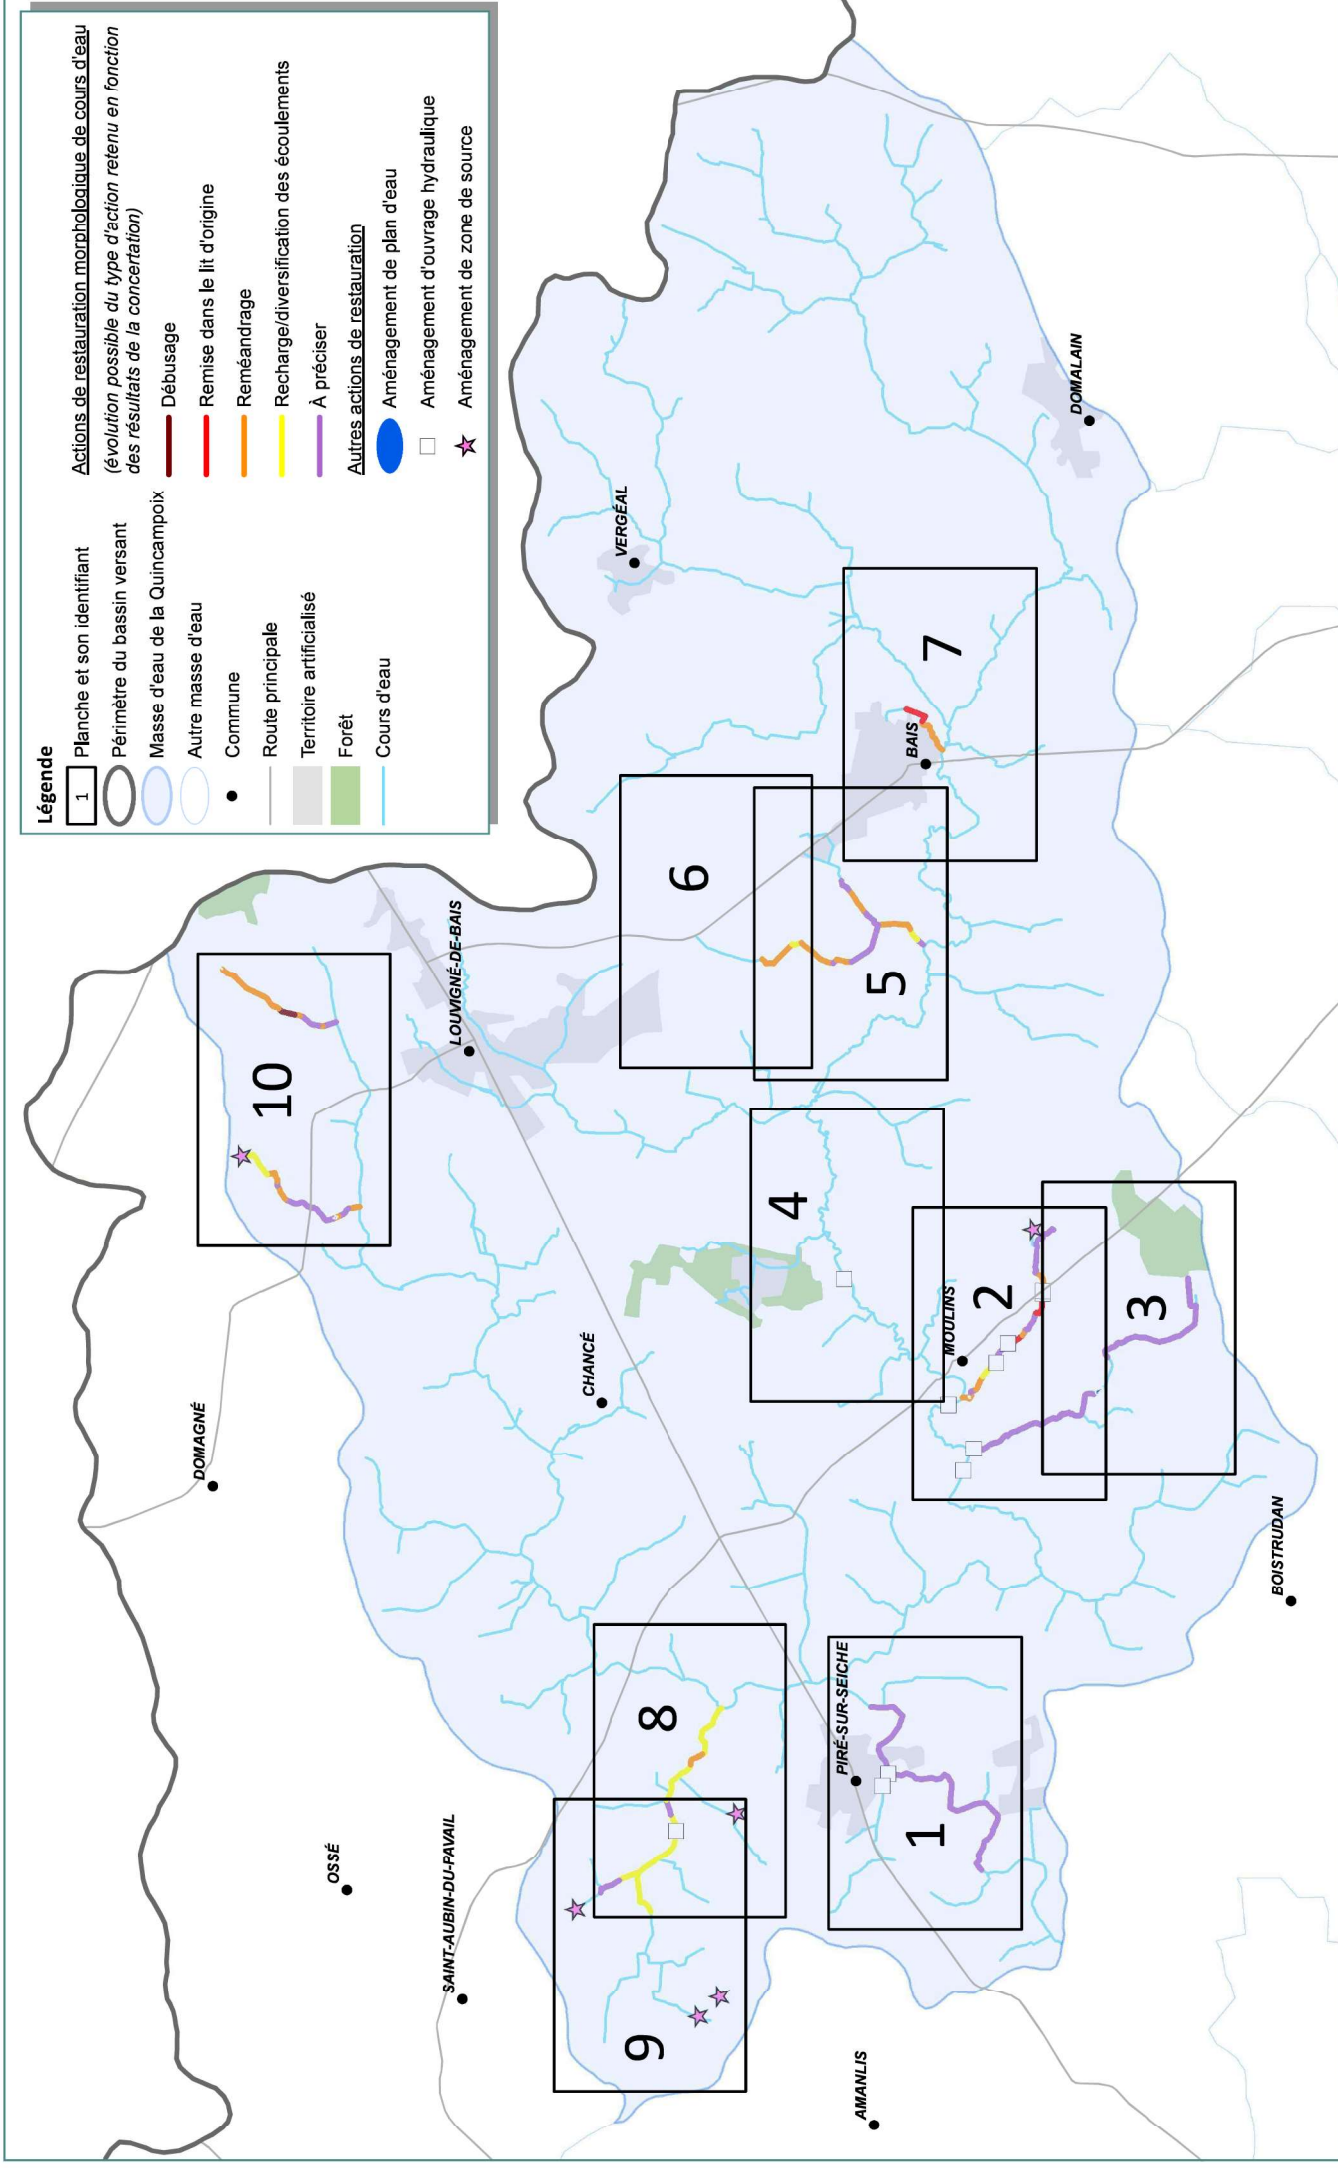 Légende
1
Planche et son identifiant
Périmètre du bassin versant
Masse d'eau de la Quincampoix
Autre masse d'eau
Commune
Route principale
Territoire artificialisé
Forêt
Cours d'eau
Actions de restauration morphologique de cours d'eau
(évolution possible du type d'action retenu en fonction
des résultats de la concertation)
Débusage
Remise dans le lit d'origine
Reméandrage
Recharge/diversification des écoulements
À préciser
Autres actions de restauration
Aménagement de plan d'eau
Aménagement d'ouvrage hydraulique
Aménagement de zone de source
DOMAGNÉ
OSSÉ
SAINT-AUBIN-DU-PAVAIL
AMANLIS
CHANCÉ
LOUVIGNÉ-DE-BAIS
VERGÉAL
BAIS
DOMALAIN
MOULINS
PIRÉ-SUR-SEICHE
BOISTRUDAN
10
9
8
6
7
5
4
2
3
1